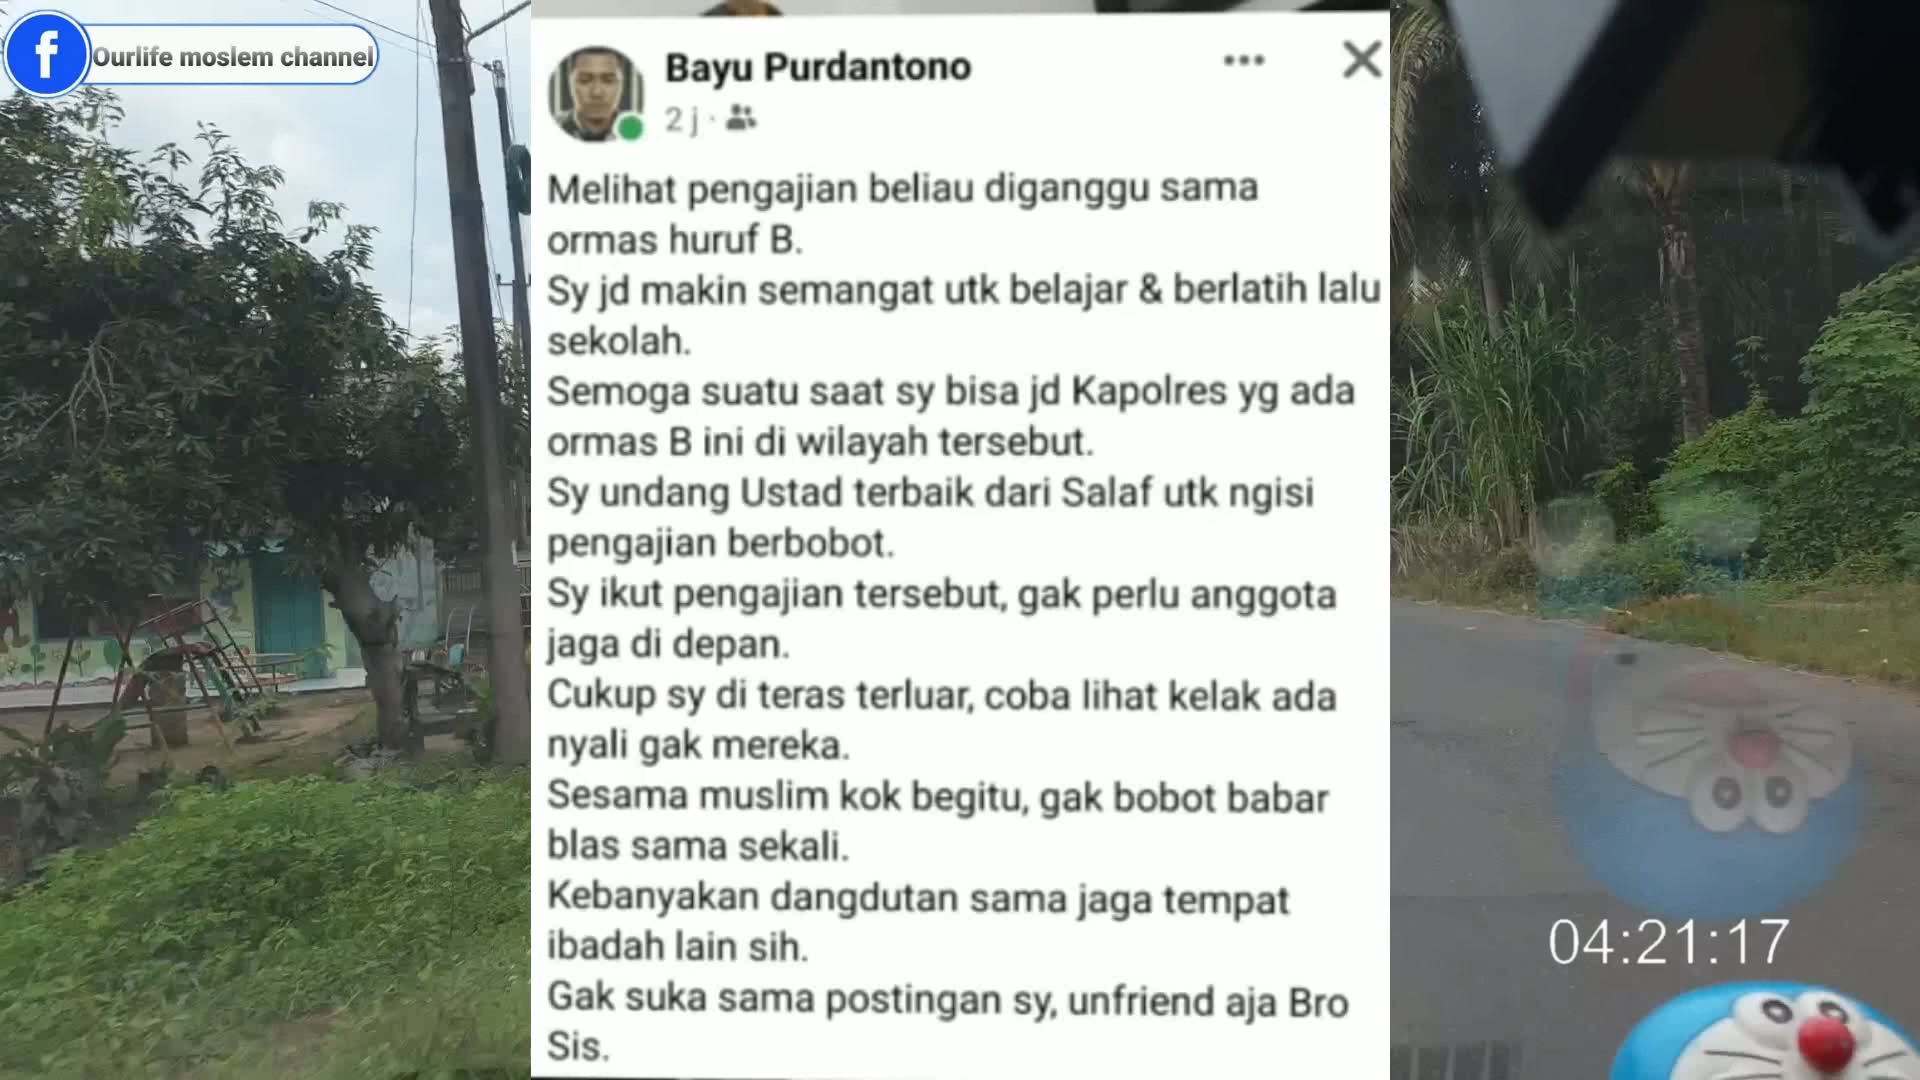 Ourlife moslem channel
Bayu Purdantono
2 j
Melihat pengajian beliau diganggu sama
ormas huruf B.
Sy jd makin semangat utk belajar & berlatih lalu
sekolah.
Semoga suatu saat sy bisa jd Kapolres yg ada
ormas B ini di wilayah tersebut.
Sy undang Ustad terbaik dari Salaf utk ngisi
pengajian berbobot.
Sy ikut pengajian tersebut, gak perlu anggota
jaga di depan.
Cukup sy di teras terluar, coba lihat kelak ada
nyali gak mereka.
Sesama muslim kok begitu, gak bobot babar
blas sama sekali.
Kebanyakan dangdutan sama jaga tempat
ibadah lain sih.
Gak suka sama postingan sy, unfriend aja Bro
Sis.
04:21:17